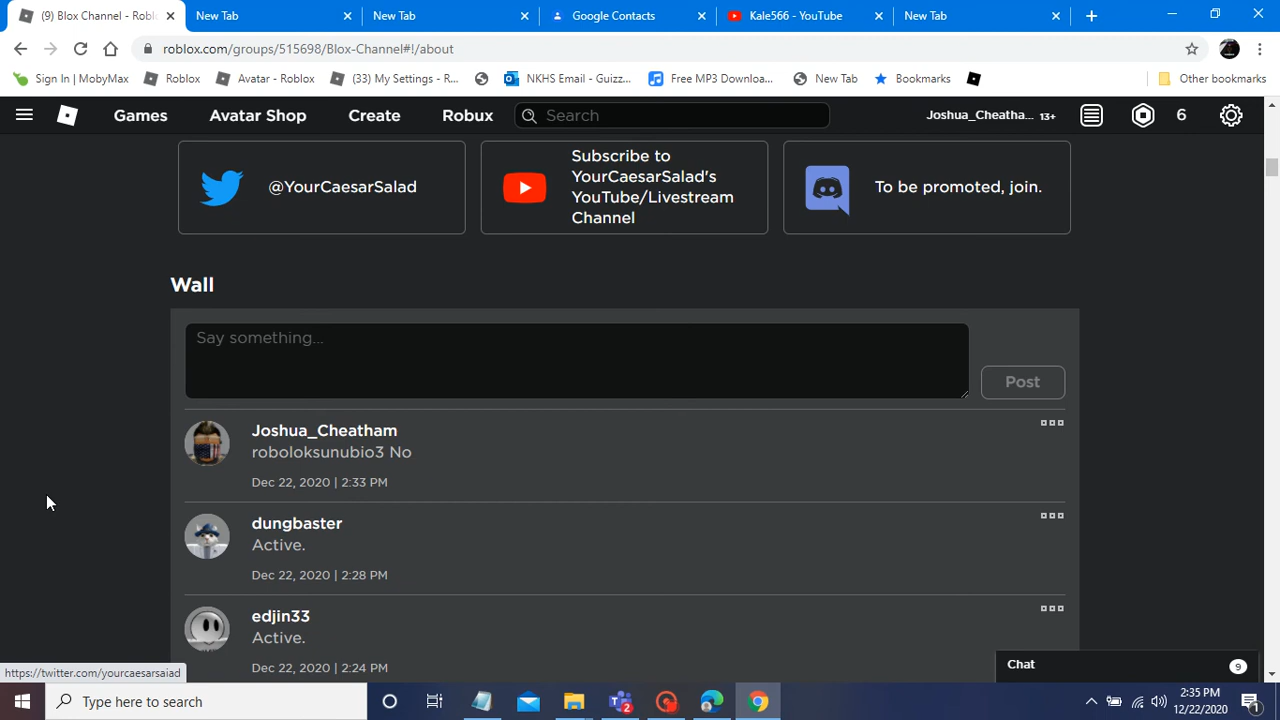 (9) Blox Channel - Robl
New Tab
New Tab
Google Contacts
Kale566 - YouTube
New Tab
roblox.com/groups/515698/Blox-Channel#!/about
Sign In | MobyMax
Roblox
Avatar - Roblox
(33) My Settings - R...
NKHS Email - Guizz...
Free MP3 Downloa...
New Tab
Bookmarks
Other bookmarks
Games
Avatar Shop
Create
Robux
Search
Joshua_Cheatha... 13+
6
@YourCaesarSalad
Subscribe to
YourCaesarSalad's
YouTube/Livestream
Channel
To be promoted, join.
Wall
Say something...
Post
Joshua_Cheatham
roboloksunubio3 No
Dec 22, 2020 | 2:33 PM
dungbaster
Active.
Dec 22, 2020 | 2:28 PM
edjin33
Active.
Dec 22, 2020 | 2:24 PM
https://twitter.com/yourcaesarsaiad
Chat
9
Type here to search
2
2:35 PM
12/22/2020
1